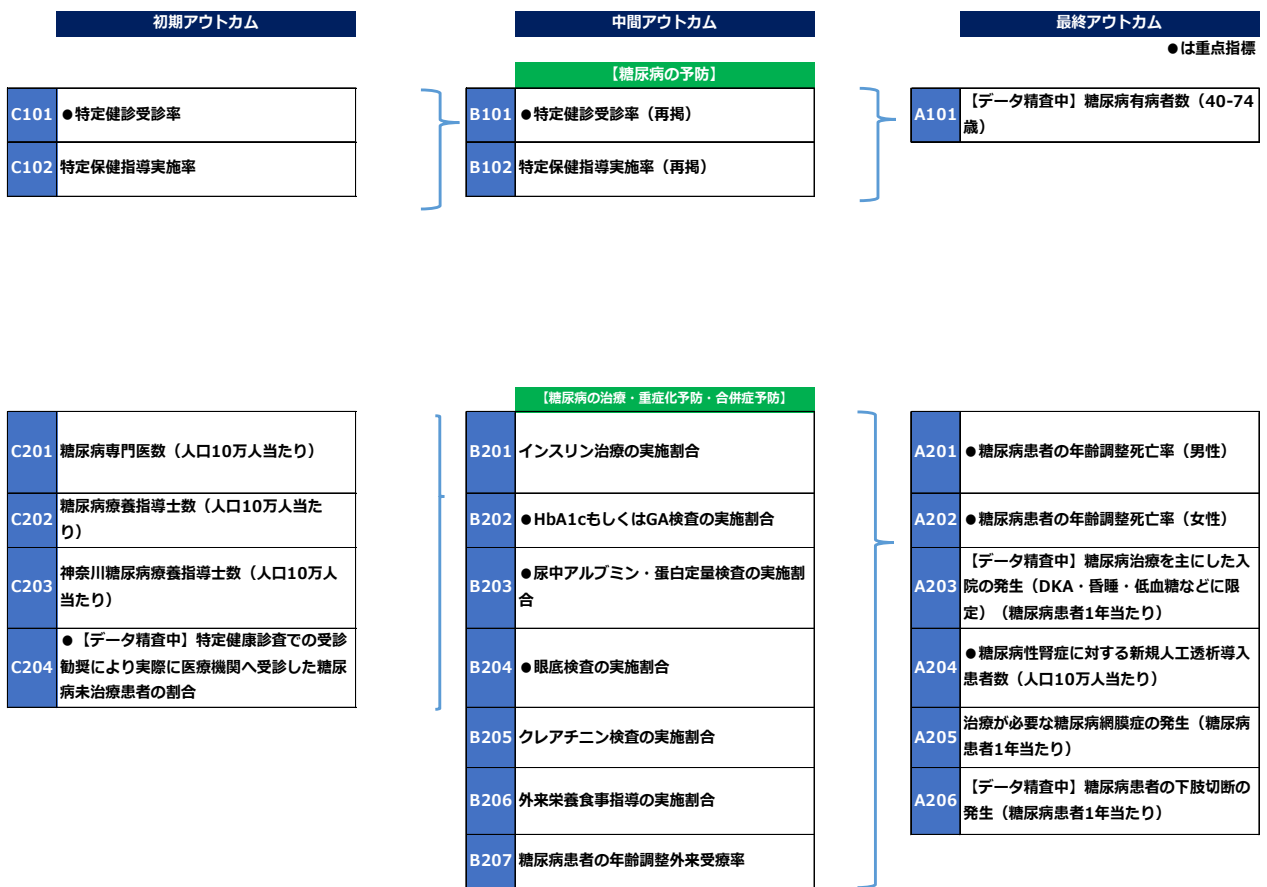 初期アウトカム
中間アウトカム
最終アウトカム
●は重点指標
【糖尿病の予防】
C101 ●特定健診受診率
B101 ●特定健診受診率（再掲）
A101 【データ精査中】糖尿病有病者数（40-74
歳）
C102 特定保健指導実施率
B102 特定保健指導実施率（再掲）
【糖尿病の治療・重症化予防・合併症予防】
C201 糖尿病専門医数（人口10万人当たり）
B201 インスリン治療の実施割合
A201 ●糖尿病患者の年齢調整死亡率（男性）
C202 糖尿病療養指導士数（人口10万人当た
り）
B202 ●HbA1cもしくはGA検査の実施割合
A202 ●糖尿病患者の年齢調整死亡率（女性）
C203 神奈川糖尿病療養指導士数（人口10万人
当たり）
B203 ●尿中アルブミン・蛋白定量検査の実施割
合
A203 【データ精査中】糖尿病治療を主にした入
院の発生（DKA・昏睡・低血糖などに限
定）（糖尿病患者1年当たり）
C204 ●【データ精査中】特定健康診査での受診
勧奨により実際に医療機関へ受診した糖尿
病未治療患者の割合
B204 ●眼底検査の実施割合
A204 ●糖尿病性腎症に対する新規人工透析導入
患者数（人口10万人当たり）
B205 クレアチニン検査の実施割合
A205 治療が必要な糖尿病網膜症の発生（糖尿病
患者1年当たり）
B206 外来栄養食事指導の実施割合
A206 【データ精査中】糖尿病患者の下肢切断の
発生（糖尿病患者1年当たり）
B207 糖尿病患者の年齢調整外来受療率